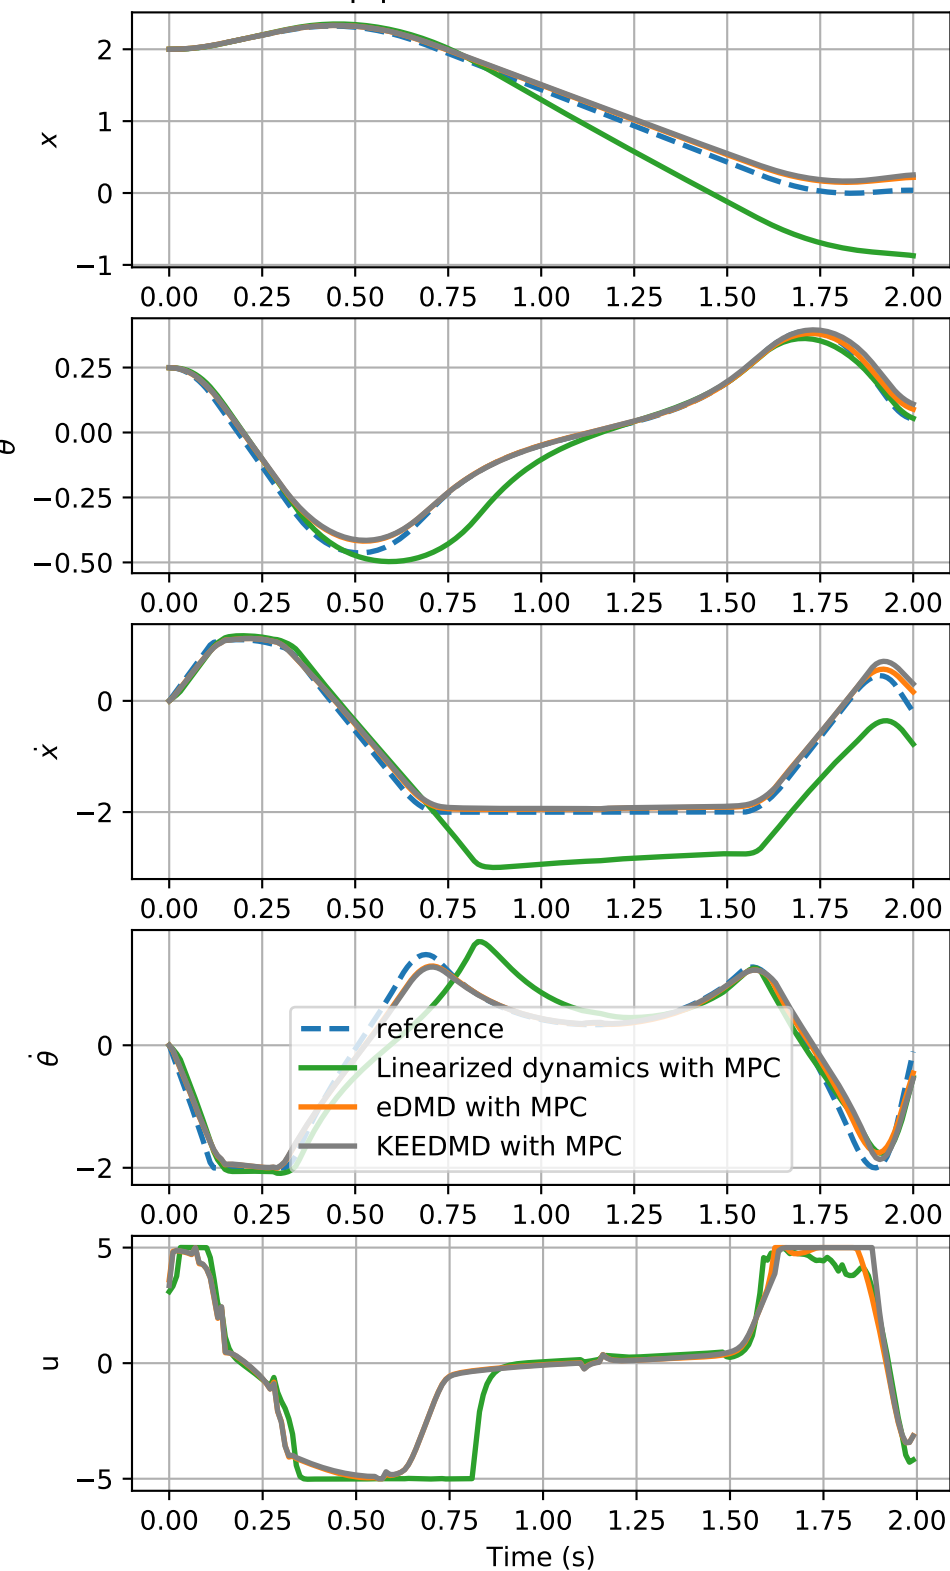 2
1
0
−1
x
0.00 0.25 0.50 0.75 1.00 1.25 1.50 1.75 2.00
0.25
0.00
−0.25
−0.50
θ
0.00 0.25 0.50 0.75 1.00 1.25 1.50 1.75 2.00
0
−2
ẋ
0.00 0.25 0.50 0.75 1.00 1.25 1.50 1.75 2.00
0
−2
θ̇
reference
Linearized dynamics with MPC
eDMD with MPC
KEEDMD with MPC
0.00 0.25 0.50 0.75 1.00 1.25 1.50 1.75 2.00
5
0
−5
u
0.00 0.25 0.50 0.75 1.00 1.25 1.50 1.75 2.00
Time (s)